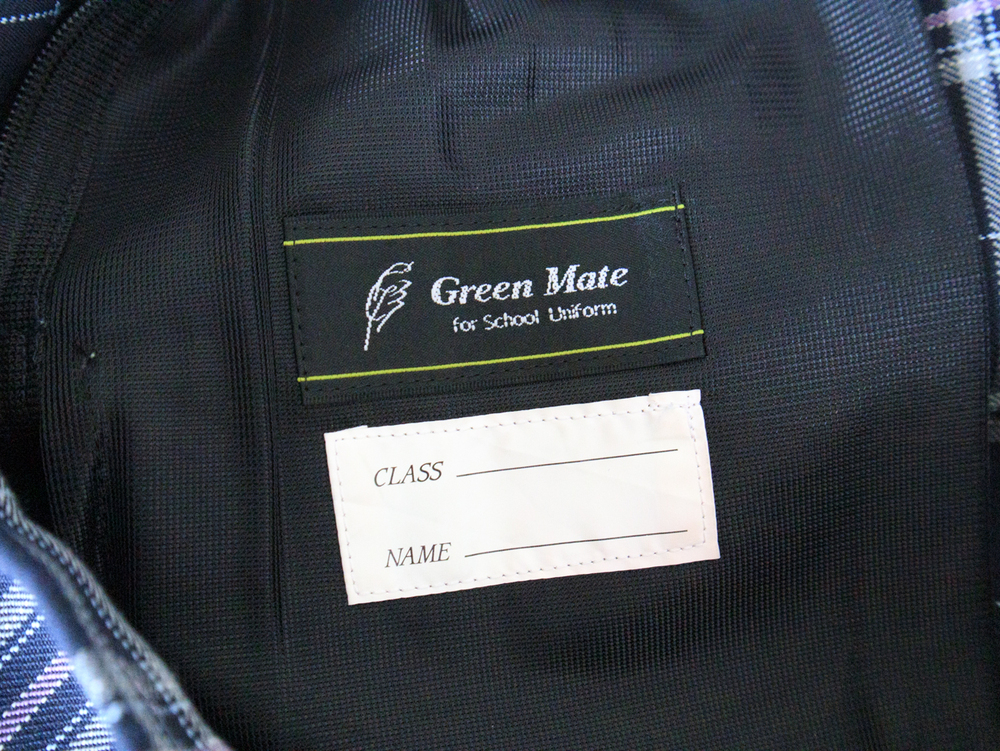 Green Mate
for School Uniform
CLASS
NAME